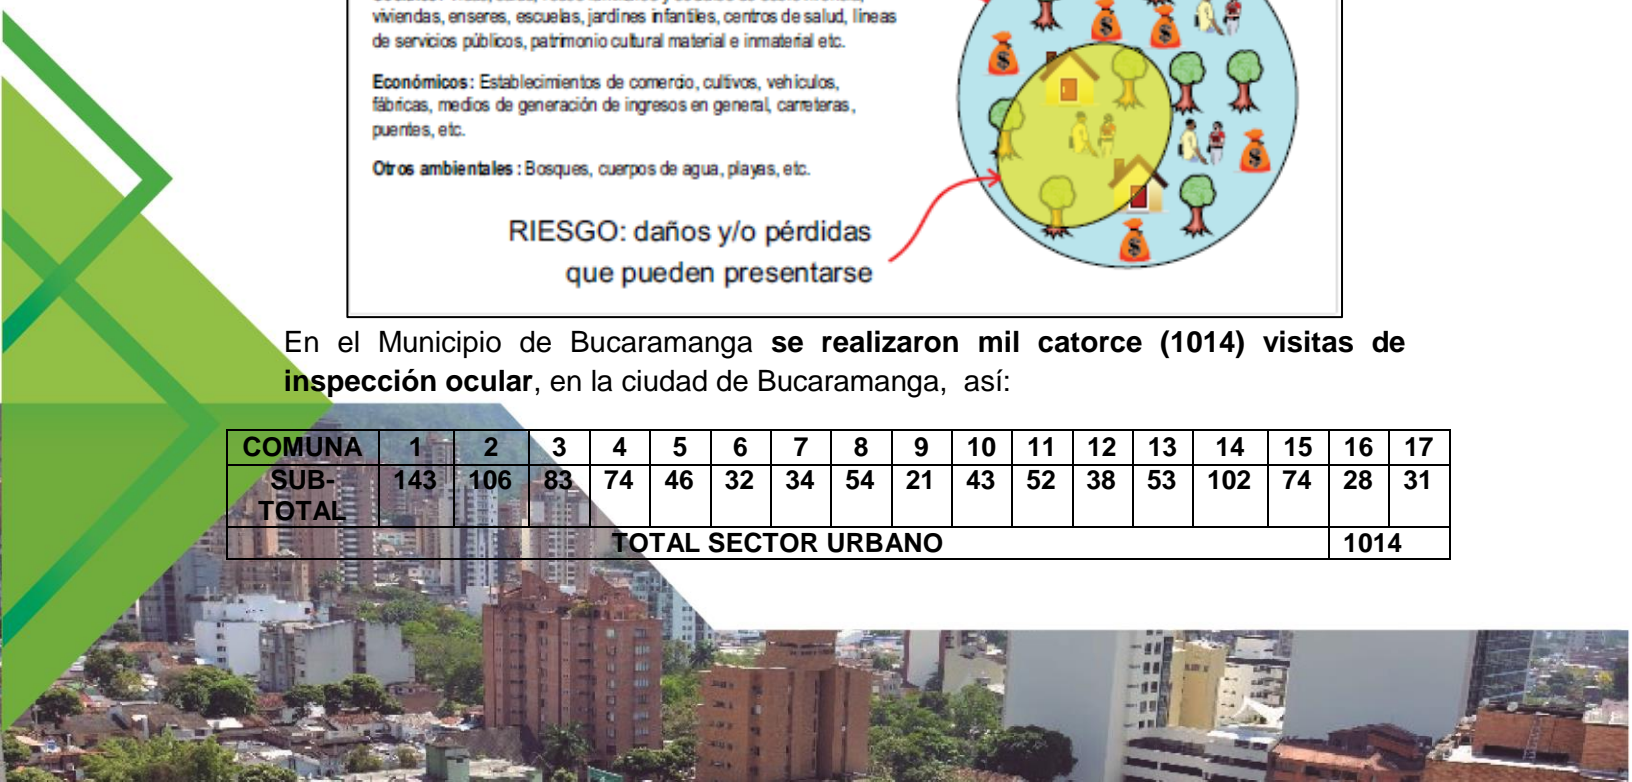 viviendas, enseres, escuelas, jardines infantiles, centros de salud, líneas
de servicios públicos, patrimonio cultural material e inmaterial etc.
Económicos: Establecimientos de comercio, cultivos, vehículos,
fábricas, medios de generación de ingresos en general, carreteras,
puentes, etc.
Otros ambientales: Bosques, cuerpos de agua, playas, etc.
RIESGO: daños y/o pérdidas
que pueden presentarse
En el Municipio de Bucaramanga se realizaron mil catorce (1014) visitas de
inspección ocular, en la ciudad de Bucaramanga, así:
COMUNA 1 2 3 4 5 6 7 8 9 10 11 12 13 14 15 16 17
SUB- 143 106 83 74 46 32 34 54 21 43 52 38 53 102 74 28 31
TOTAL
TOTAL SECTOR URBANO 1014